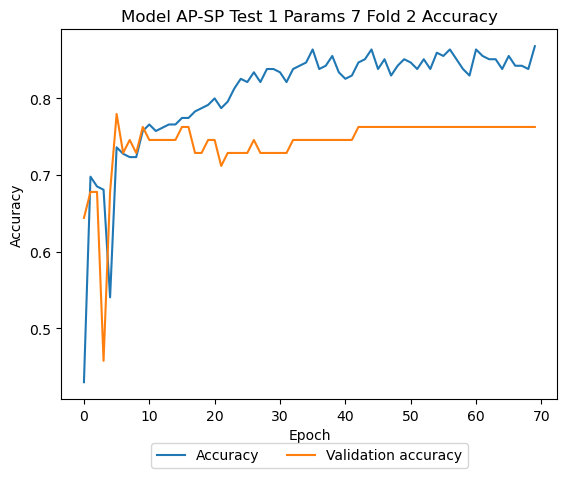 Model AP-SP Test 1 Params 7 Fold 2 Accuracy
Accuracy
0.8
0.7
0.6
0.5
0 10 20 30 40 50 60 70
Epoch
Accuracy Validation accuracy